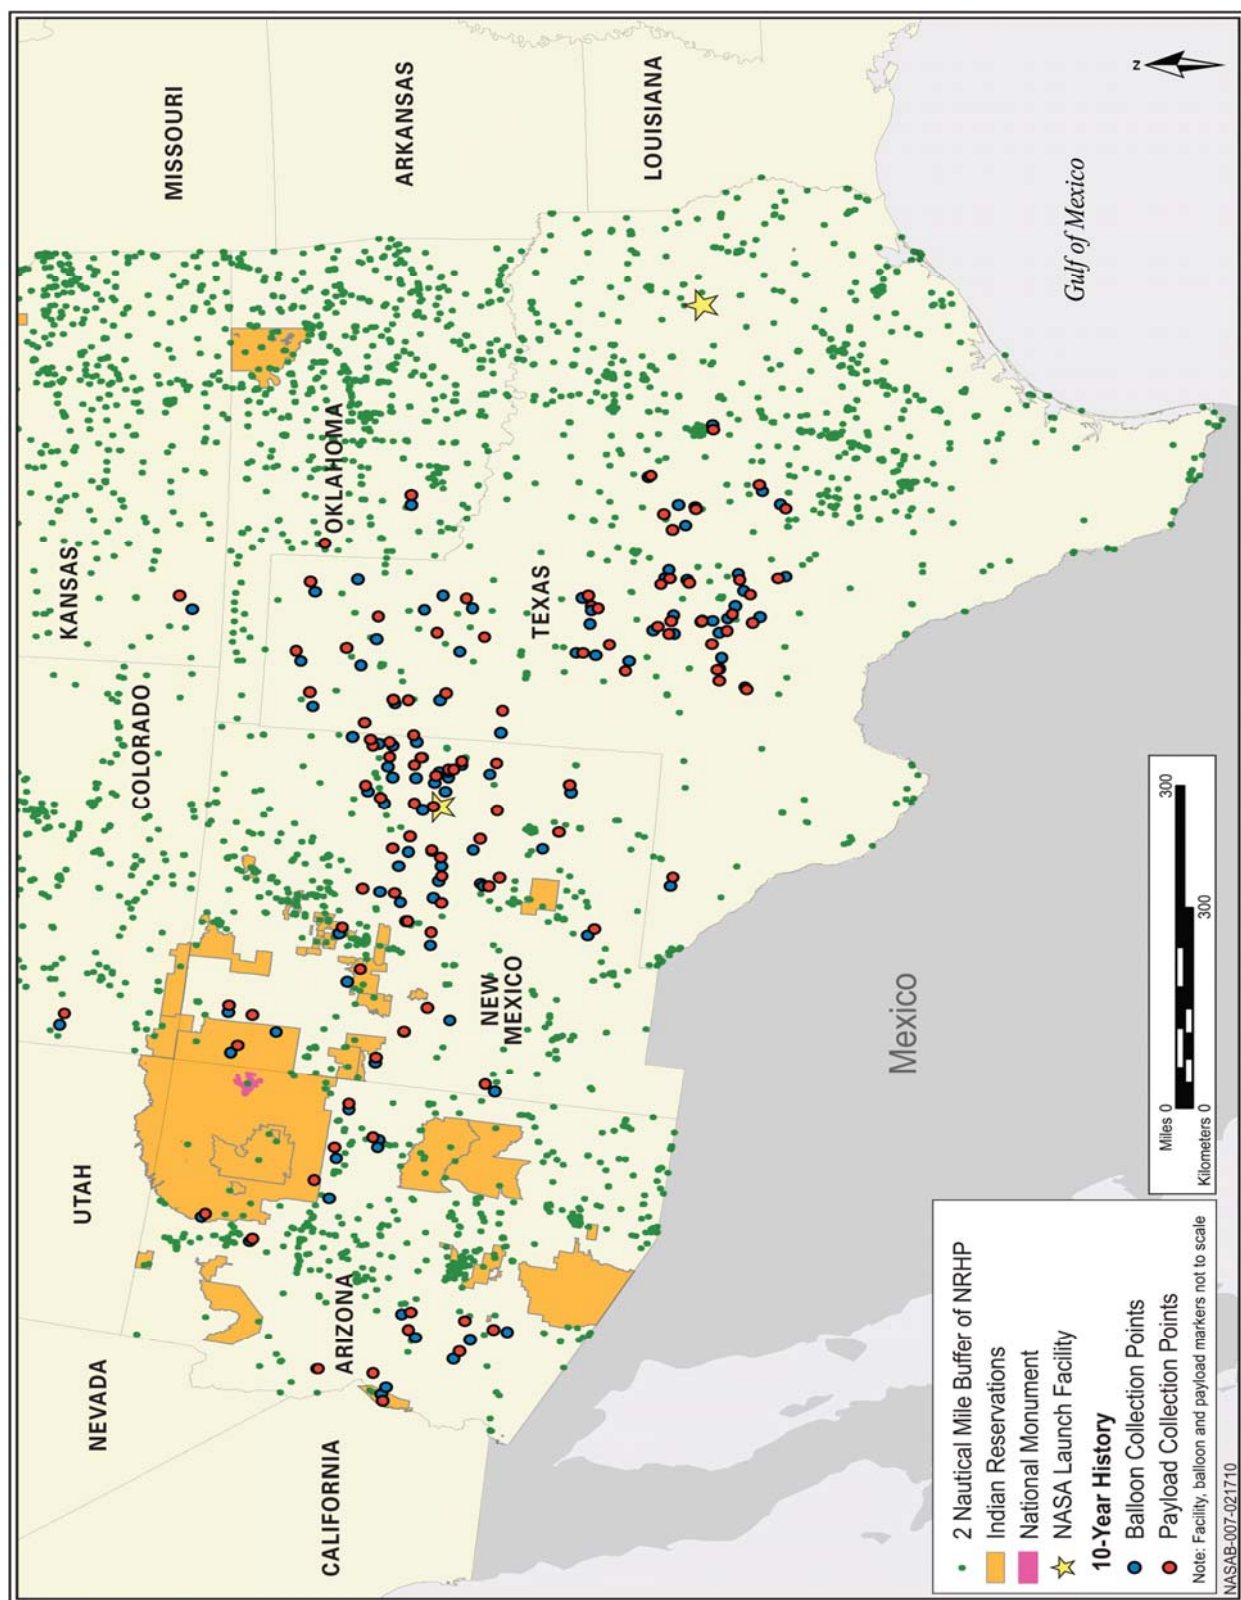 NEVADA
UTAH
COLORADO
KANSAS
MISSOURI
CALIFORNIA
ARIZONA
NEW
MEXICO
TEXAS
OKLAHOMA
ARKANSAS
LOUISIANA
Mexico
Gulf of Mexico
N
2 Nautical Mile Buffer of NRHP
Indian Reservations
National Monument
NASA Launch Facility
10-Year History
Balloon Collection Points
Payload Collection Points
Note: Facility, balloon and payload markers not to scale
Miles 0 300
Kilometers 0 300
NASAB-007-021710